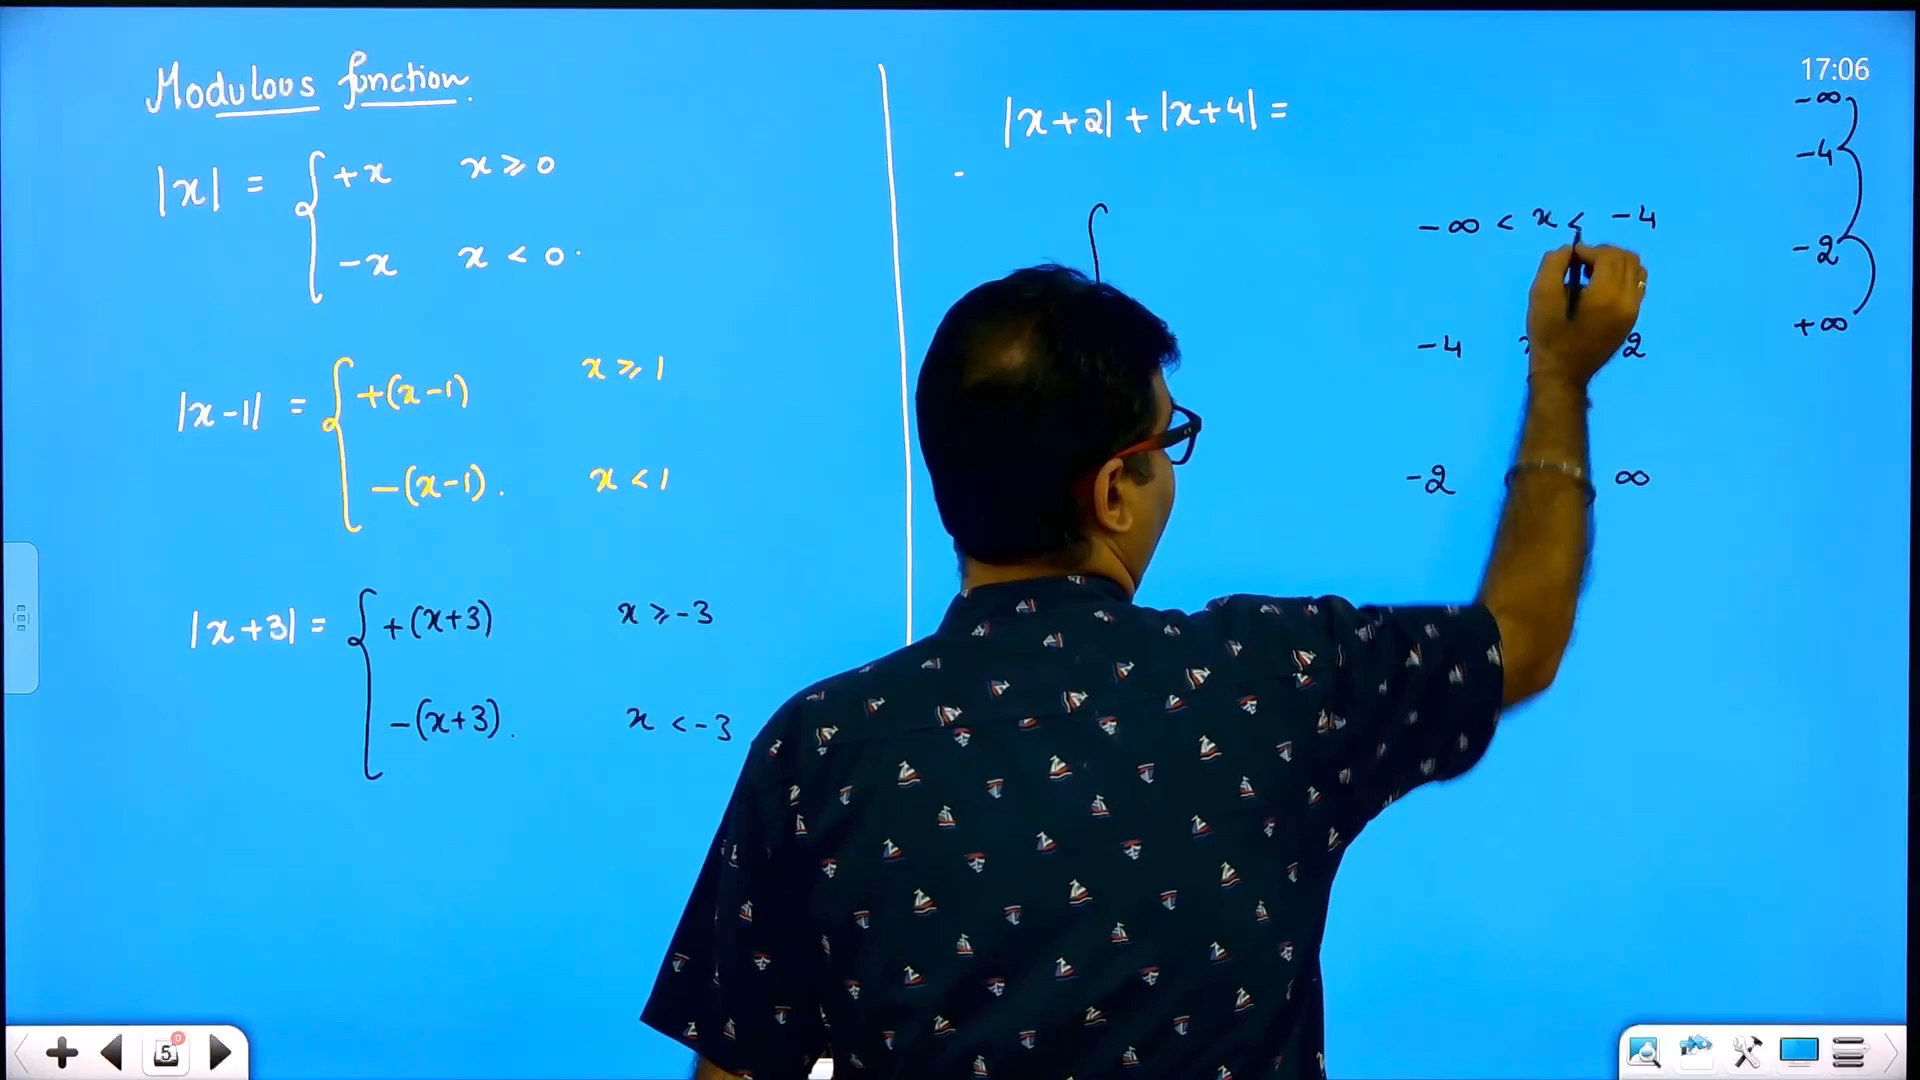 Modulous function.
|x| = { +x x ≥ 0
-x x < 0.
|x-1| = { +(x-1) x ≥ 1
-(x-1). x < 1
|x+3| = { +(x+3) x ≥ -3
-(x+3). x < -3
|x+2| + |x+4| =
-∞ < x < -4
-4 2
-2 ∞
17:06
-∞
-4
-2
+∞
5